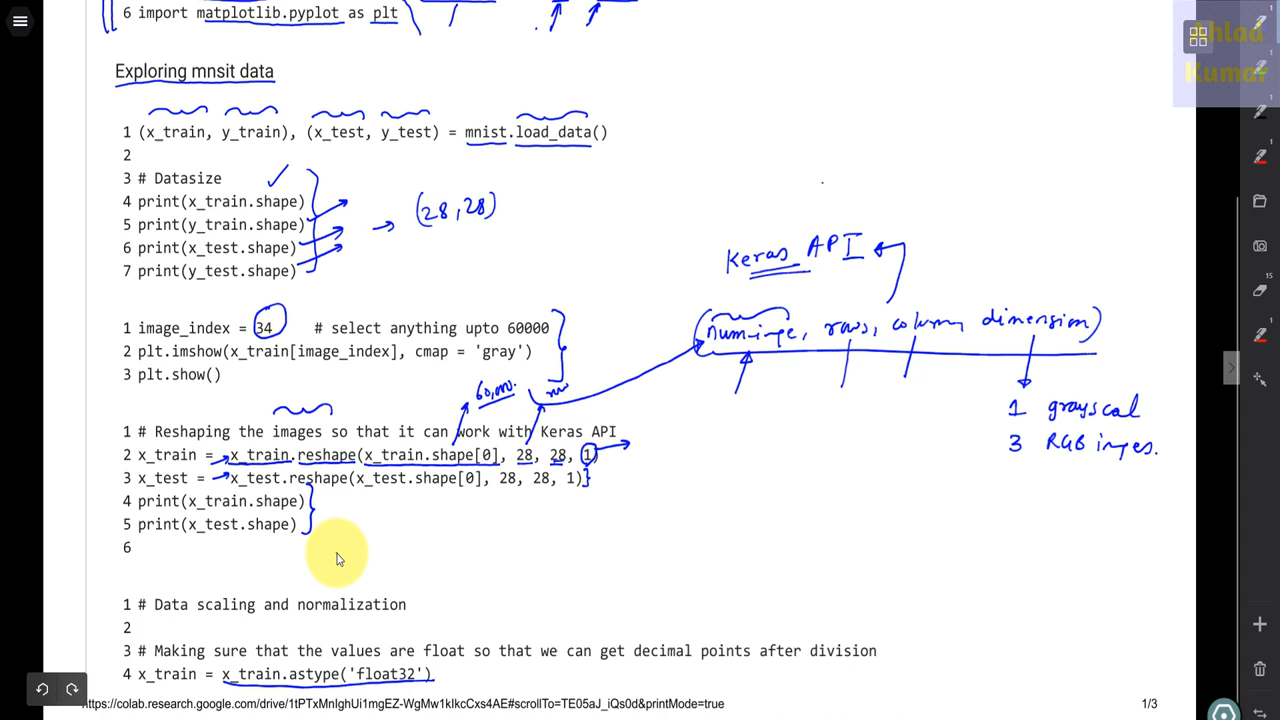 6 import matplotlib.pyplot as plt
Ahlad
Kumar
Exploring mnsit data
1 (x_train, y_train), (x_test, y_test) = mnist.load_data()
2
3 # Datasize
4 print(x_train.shape)
5 print(y_train.shape)
6 print(x_test.shape)
7 print(y_test.shape)
(28,28)
Keras API
1 image_index = 34 # select anything upto 60000
2 plt.imshow(x_train[image_index], cmap = 'gray')
3 plt.show()
rows, column, dimension)
1 grayscal
3 RGB
1 # Reshaping the images so that it can work with Keras API
2 x_train = x_train.reshape(x_train.shape[0], 28, 28, 1)
3 x_test = x_test.reshape(x_test.shape[0], 28, 28, 1)
4 print(x_train.shape)
5 print(x_test.shape)
6
1 # Data scaling and normalization
2
3 # Making sure that the values are float so that we can get decimal points after division
4 x_train = x_train.astype('float32')
https://colab.research.google.com/drive/1tPTxMnIghUi1mgEZ-WgMw1kIkcCxs4AE#scrollTo=TE05aJ_iQs0d&printMode=true
1/3